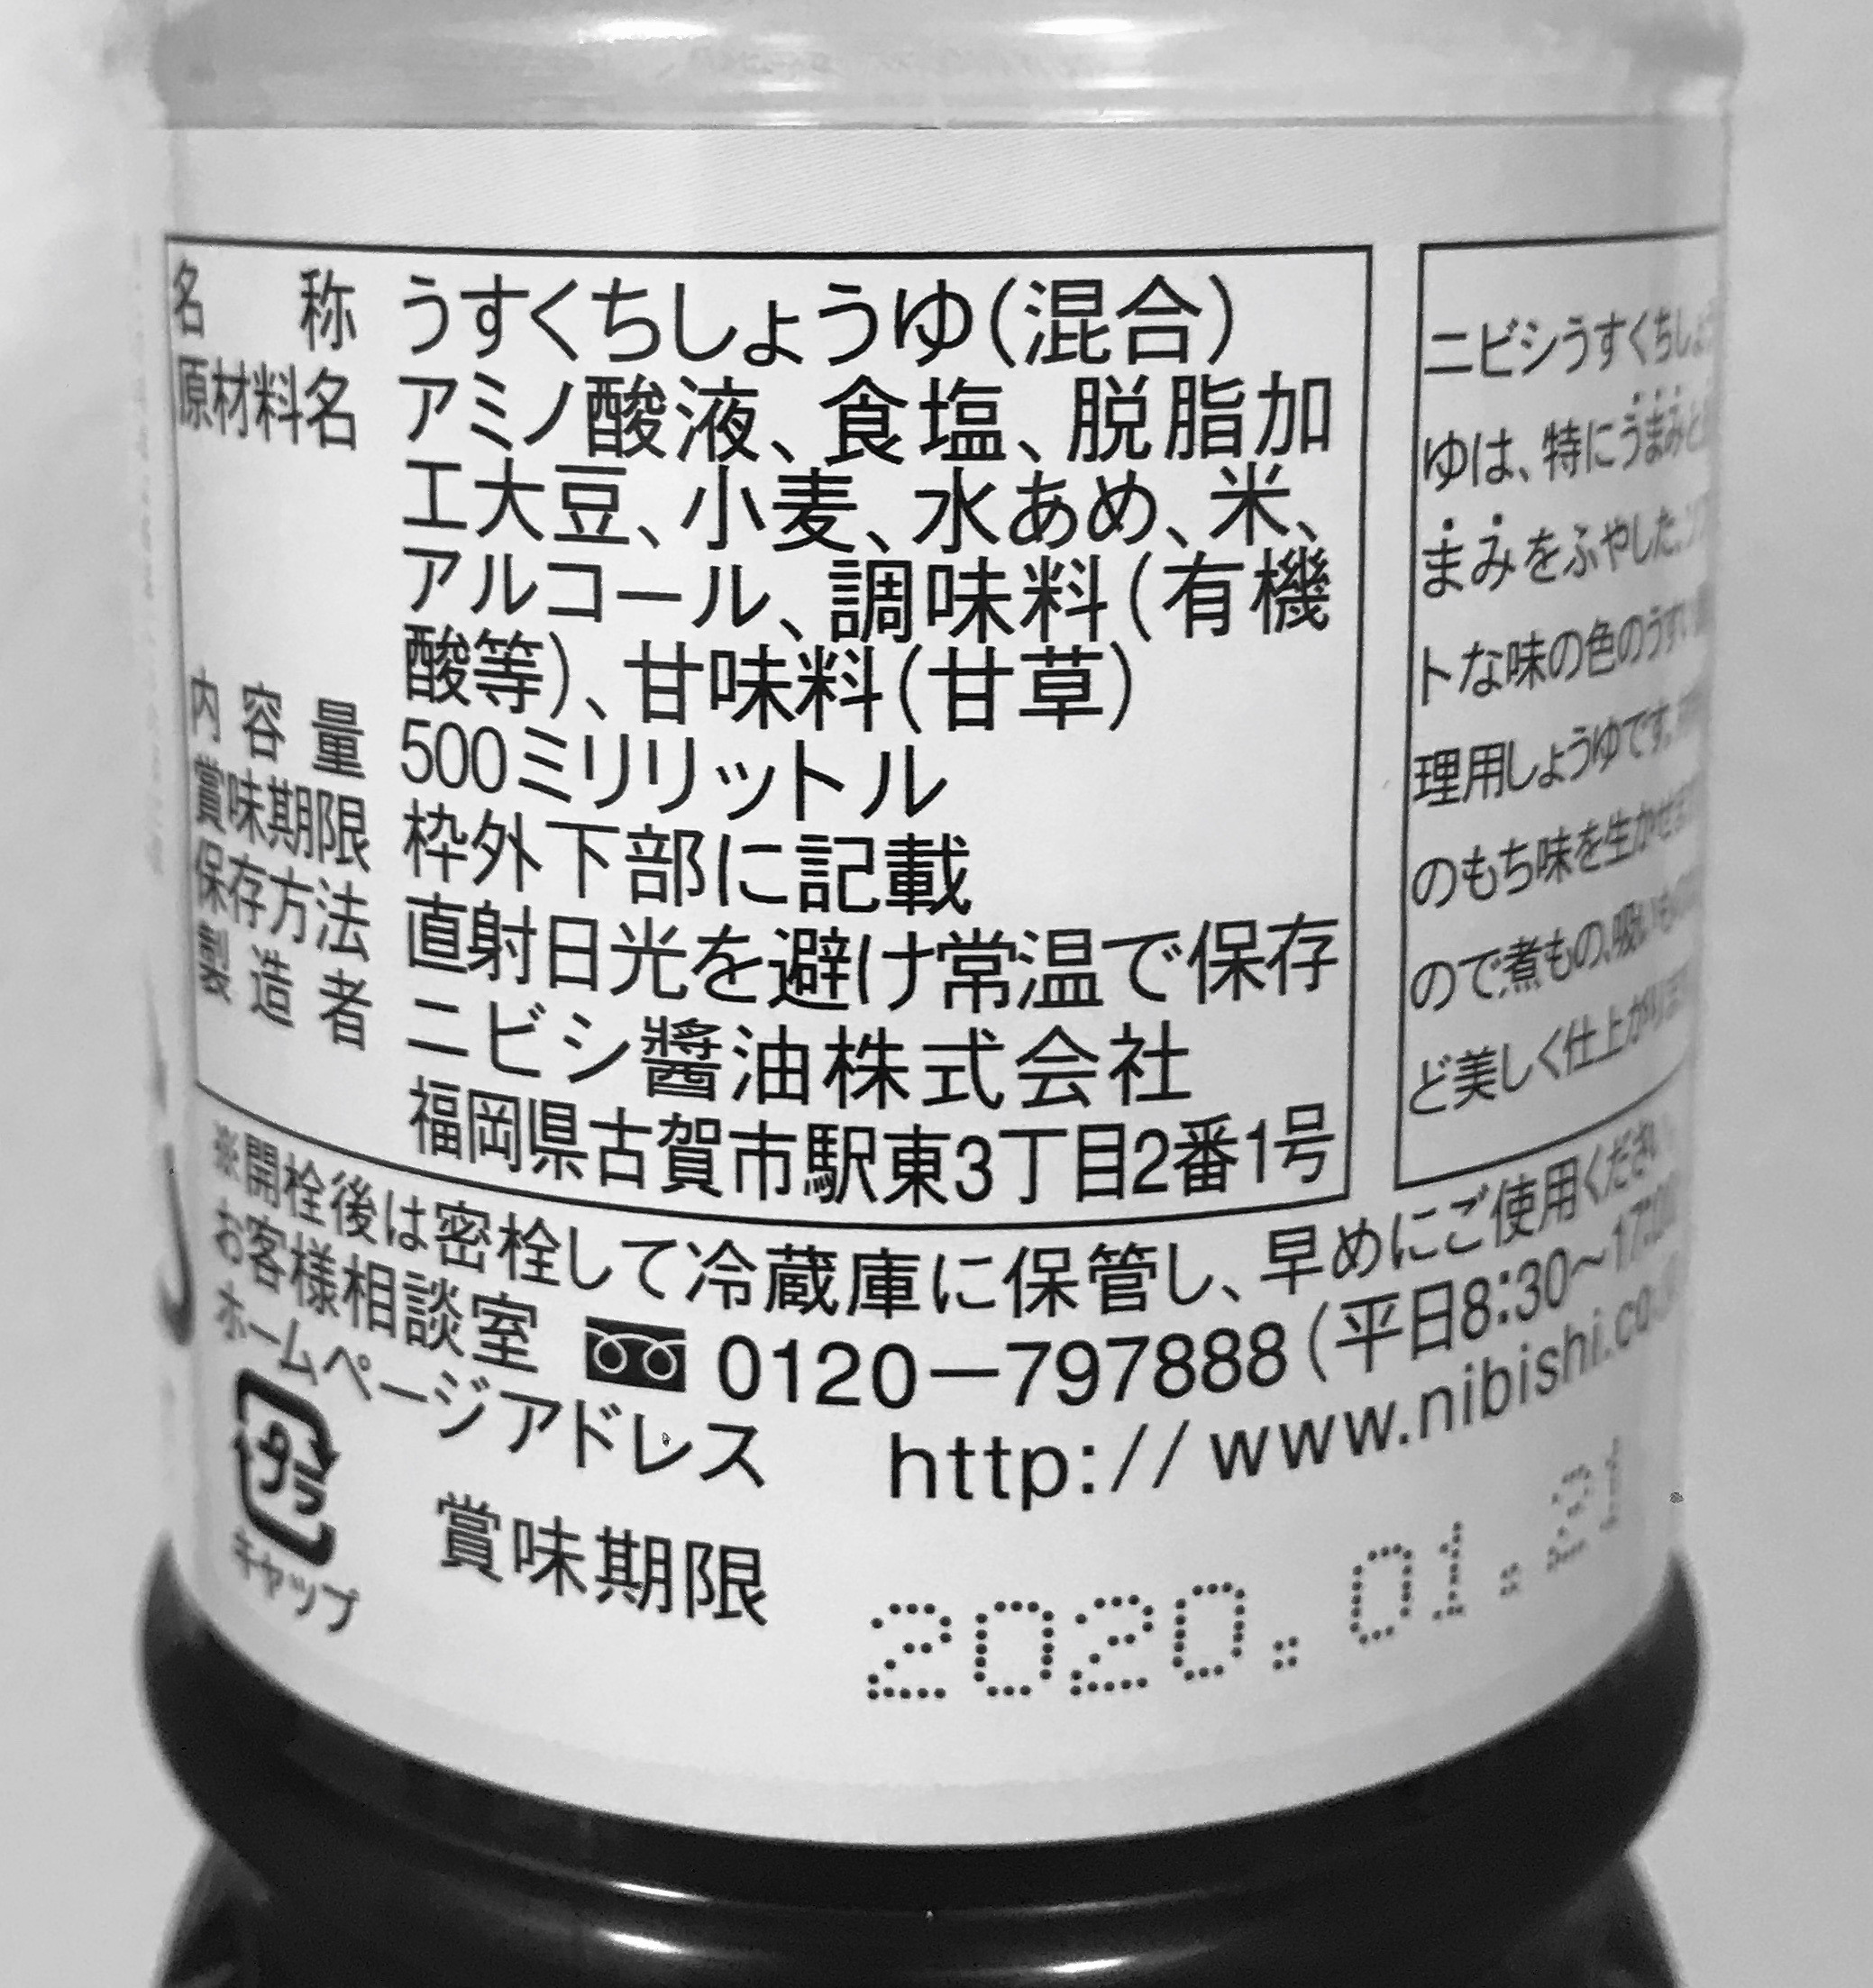 名称 うすくちしょうゆ(混合)
原材料名 アミノ酸液、食塩、脱脂加
工大豆、小麦、水あめ、米、
アルコール、調味料(有機
酸等)、甘味料(甘草)
内容量 500ミリリットル
賞味期限 枠外下部に記載
保存方法 直射日光を避け常温で保存
製造者 ニビシ醬油株式会社
福岡県古賀市駅東3丁目2番1号
ニビシうすくちしょ
ゆは、特にうまみと
まみをふやした、ソフ
トな味の色のうすい
理用しょうゆです。
のもち味を生かせ
ので、煮もの、吸いもの
ど美しく仕上がり
※開栓後は密栓して冷蔵庫に保管し、早めにご使用ください
お客様相談室 0120-797888(平日8:30〜17:00
ホームページアドレス http://www.nibishi.co
プラ
キャップ
賞味期限 2020.01.21